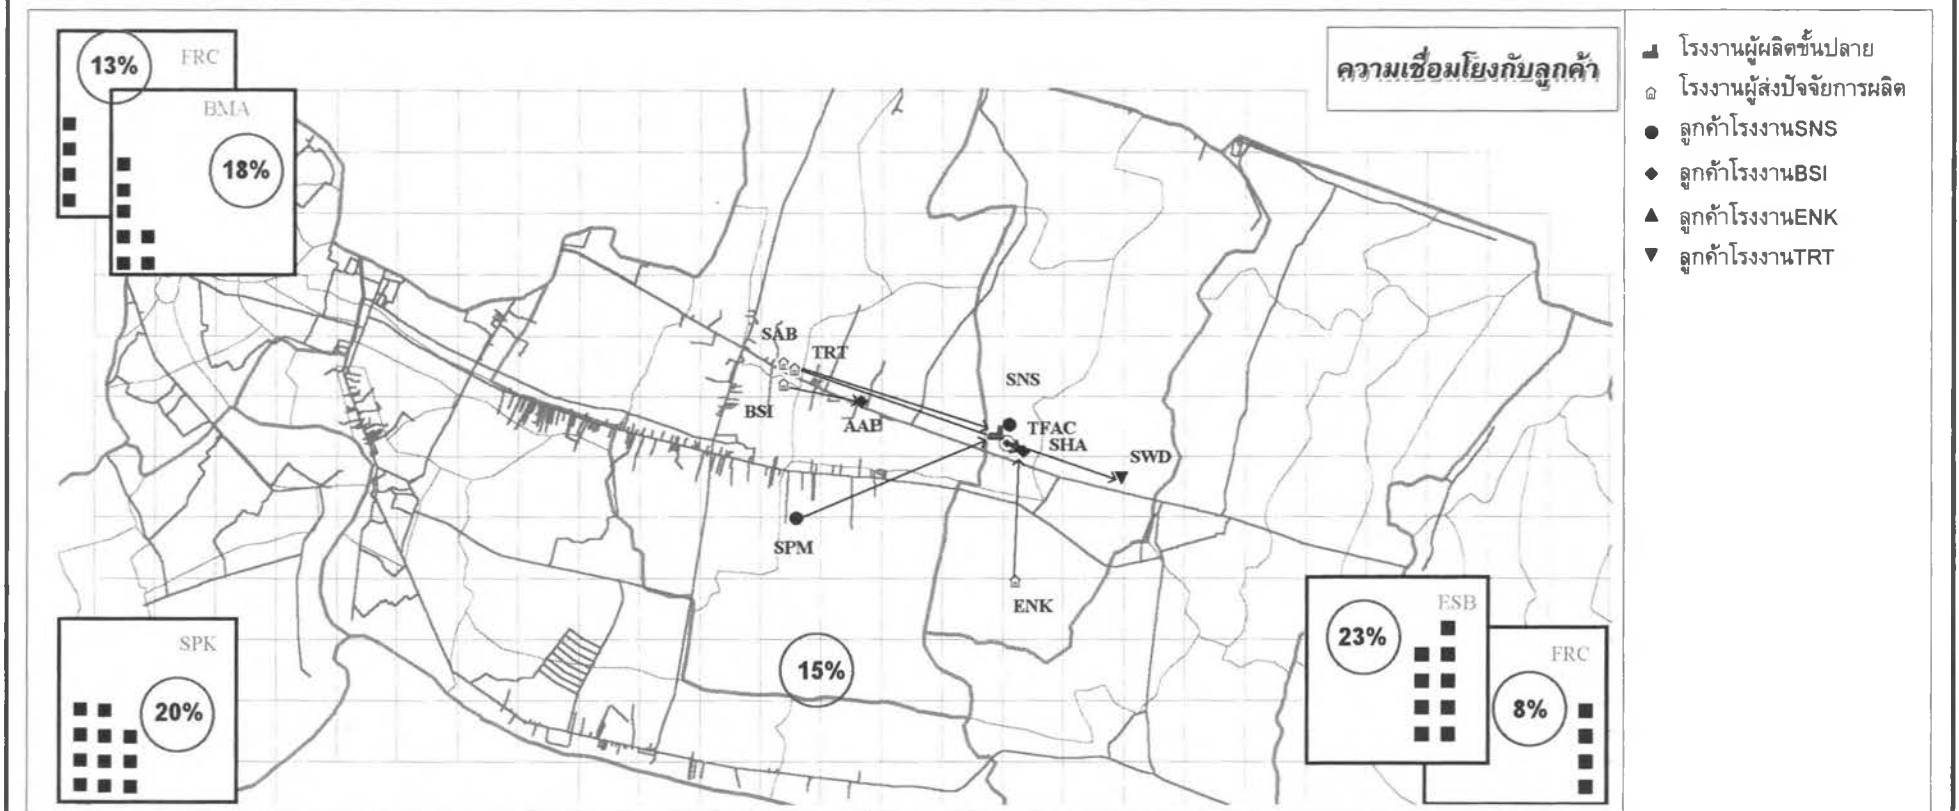 13%
FRC
BMA
18%
ความเชื่อมโยงกับลูกค้า
โรงงานผู้ผลิตขั้นปลาย
โรงงานผู้ส่งปัจจัยการผลิต
ลูกค้าโรงงานSNS
ลูกค้าโรงงานBSI
ลูกค้าโรงงานENK
ลูกค้าโรงงานTRT
SAB
TRT
BSI
AAP
SNS
TFAC
SHA
SWD
SPM
ENK
SPK
20%
15%
ESB
23%
FRC
8%